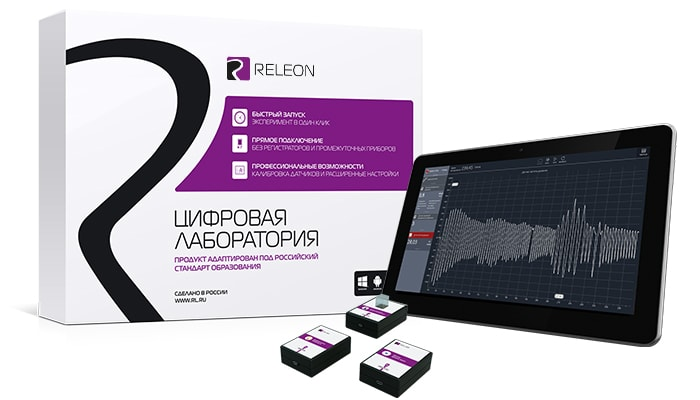 RELEON
БЫСТРЫЙ ЗАПУСК
ЭКСПЕРИМЕНТ В ОДИН КЛИК
ПРЯМОЕ ПОДКЛЮЧЕНИЕ
БЕЗ РЕГИСТРАТОРОВ И ПРОМЕЖУТОЧНЫХ ПРИБОРОВ
ПРОФЕССИОНАЛЬНЫЕ ВОЗМОЖНОСТИ
КАЛИБРОВКА ДАТЧИКОВ И РАСШИРЕННЫЕ НАСТРОЙКИ
ЦИФРОВАЯ
ЛАБОРАТОРИЯ
ПРОДУКТ АДАПТИРОВАН ПОД РОССИЙСКИЙ
СТАНДАРТ ОБРАЗОВАНИЯ
СДЕЛАНО В РОССИИ
WWW.RL.RU